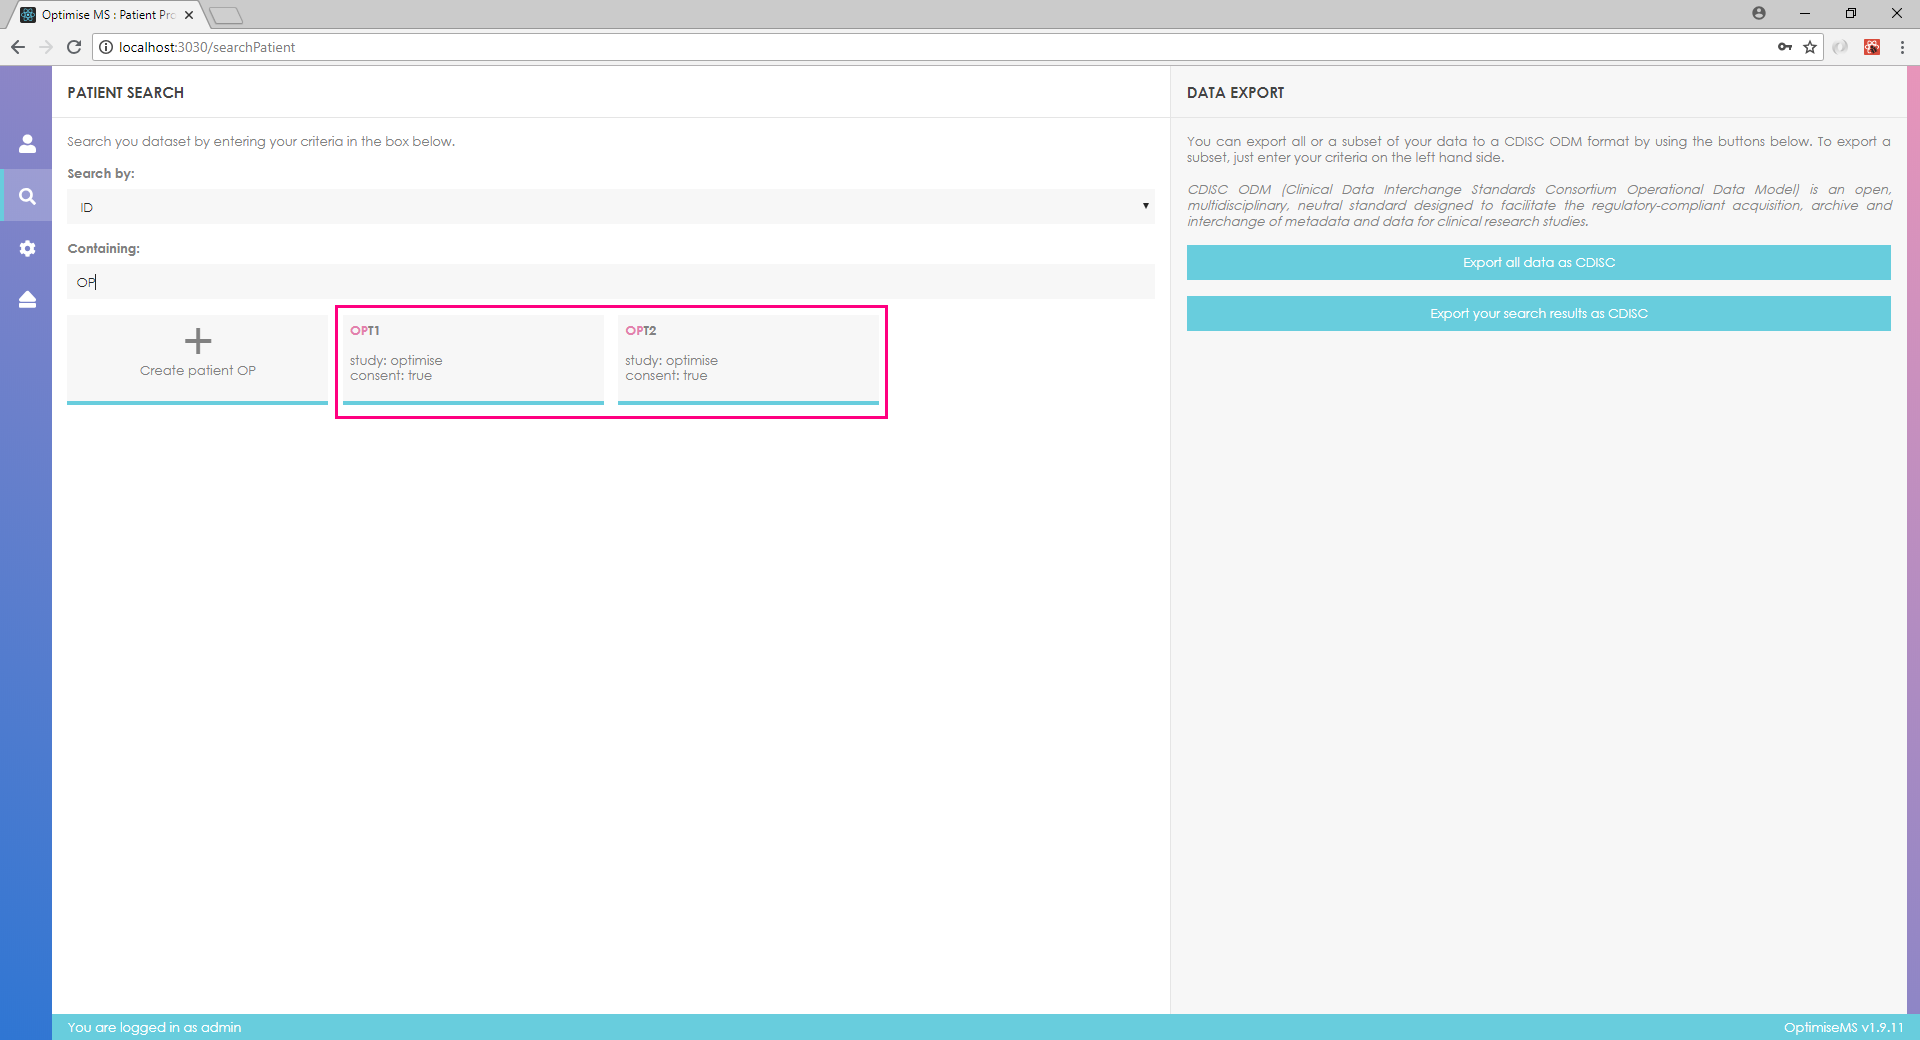 Optimise MS : Patient Pro
localhost:3030/searchPatient
PATIENT SEARCH
Search you dataset by entering your criteria in the box below.
Search by:
ID
Containing:
OP
Create patient OP
OPT1
study: optimise
consent: true
OPT2
study: optimise
consent: true
DATA EXPORT
You can export all or a subset of your data to a CDISC ODM format by using the buttons below. To export a
subset, just enter your criteria on the left hand side.
CDISC ODM (Clinical Data Interchange Standards Consortium Operational Data Model) is an open,
multidisciplinary, neutral standard designed to facilitate the regulatory-compliant acquisition, archive and
interchange of metadata and data for clinical research studies.
Export all data as CDISC
Export your search results as CDISC
You are logged in as admin
OptimiseMS v1.9.11